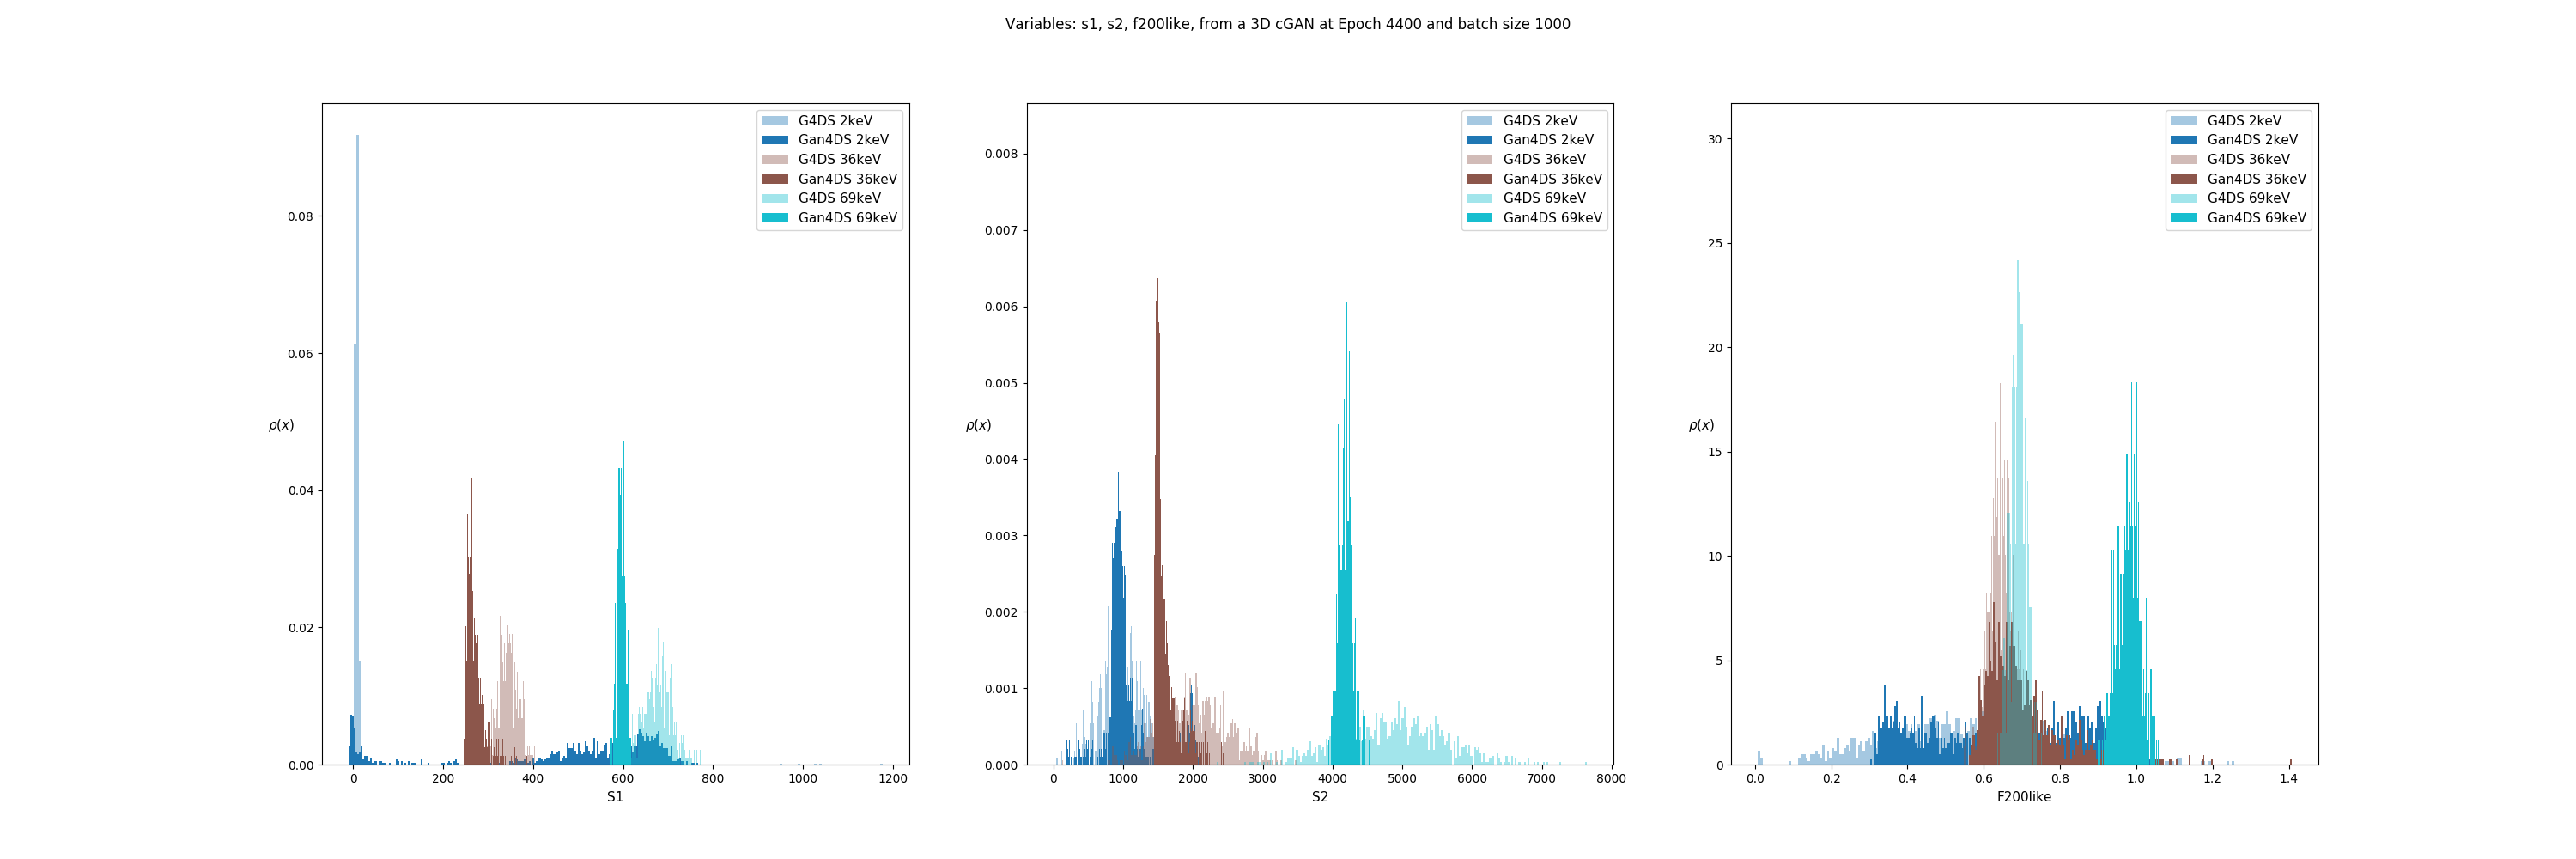 Variables: s1, s2, f200like, from a 3D cGAN at Epoch 4400 and batch size 1000
ρ(x)
0.08
0.06
0.04
0.02
0.00
0
200
400
600
800
1000
1200
S1
G4DS 2keV
Gan4DS 2keV
G4DS 36keV
Gan4DS 36keV
G4DS 69keV
Gan4DS 69keV
ρ(x)
0.008
0.007
0.006
0.005
0.004
0.003
0.002
0.001
0.000
0
1000
2000
3000
4000
5000
6000
7000
8000
S2
G4DS 2keV
Gan4DS 2keV
G4DS 36keV
Gan4DS 36keV
G4DS 69keV
Gan4DS 69keV
ρ(x)
30
25
20
15
10
5
0
0.0
0.2
0.4
0.6
0.8
1.0
1.2
1.4
F200like
G4DS 2keV
Gan4DS 2keV
G4DS 36keV
Gan4DS 36keV
G4DS 69keV
Gan4DS 69keV